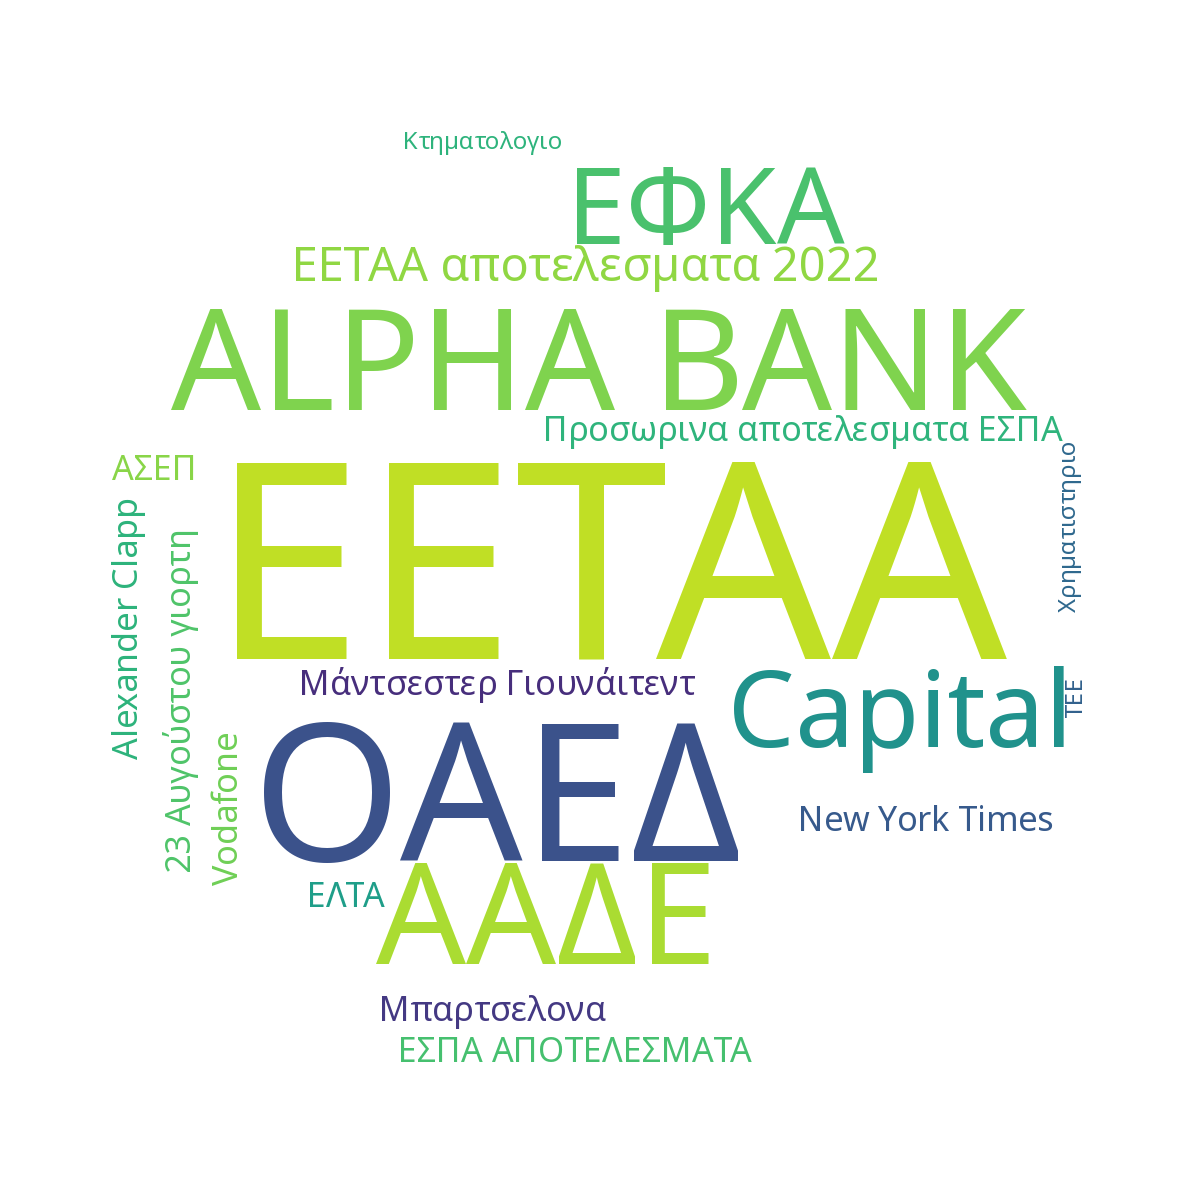 Κτηματολογιο
ΕΦΚΑ
ΕΕΤΑΑ αποτελεσματα 2022
ALPHA BANK
Προσωρινα αποτελεσματα ΕΣΠΑ
ΑΣΕΠ
ΕΕΤΑΑ
Χρηματιστηριο
Alexander Clapp
23 Αυγούστου γιορτη
Vodafone
Μάντσεστερ Γιουνάιτεντ
Capital
ΤΕΕ
ΟΑΕΔ
New York Times
ΕΛΤΑ
ΑΑΔΕ
Μπαρτσελονα
ΕΣΠΑ ΑΠΟΤΕΛΕΣΜΑΤΑ